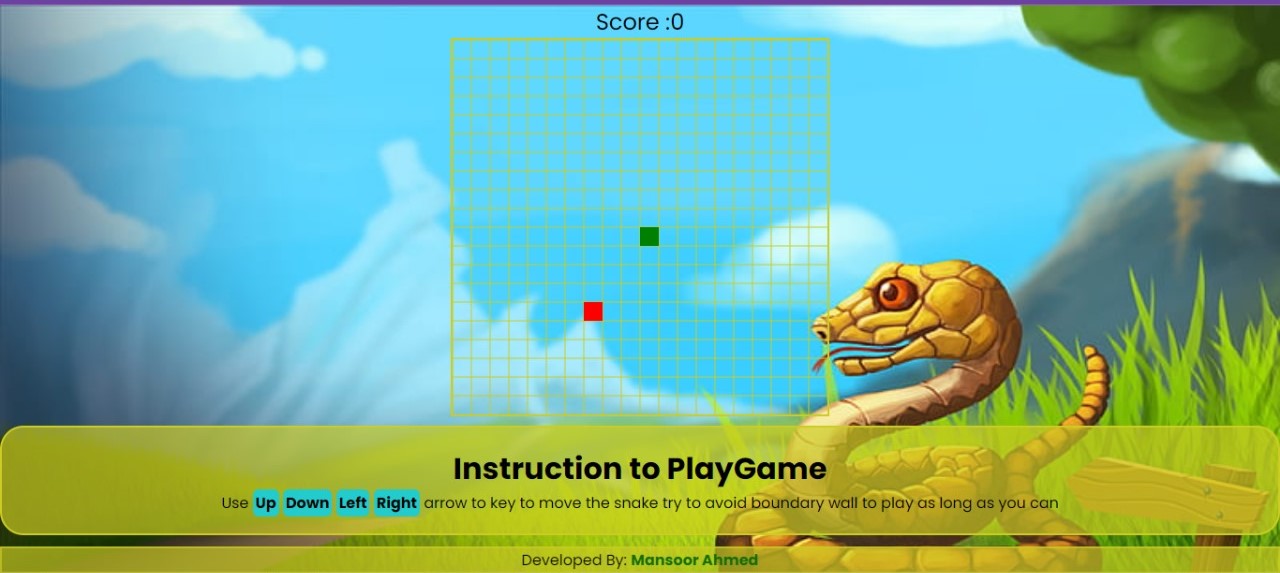 Score :0
Instruction to PlayGame
Use Up Down Left Right arrow to key to move the snake try to avoid boundary wall to play as long as you can
Developed By: Mansoor Ahmed